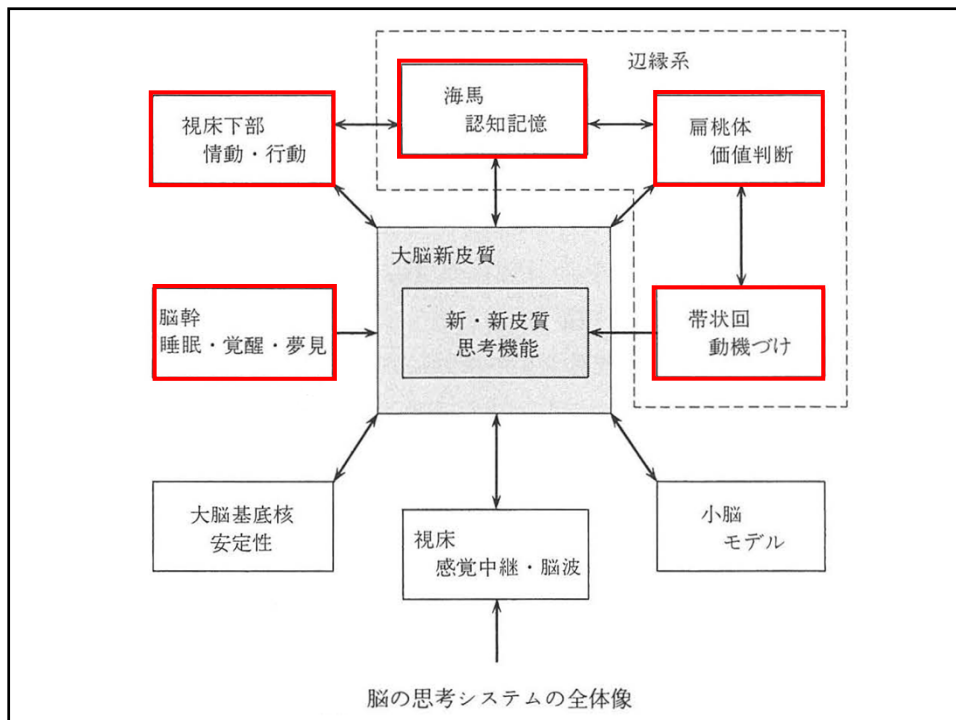 辺縁系
海馬
認知記憶
視床下部
情動・行動
扁桃体
価値判断
大脳新皮質
新・新皮質
思考機能
脳幹
睡眠・覚醒・夢見
帯状回
動機づけ
大脳基底核
安定性
視床
感覚中継・脳波
小脳
モデル
脳の思考システムの全体像